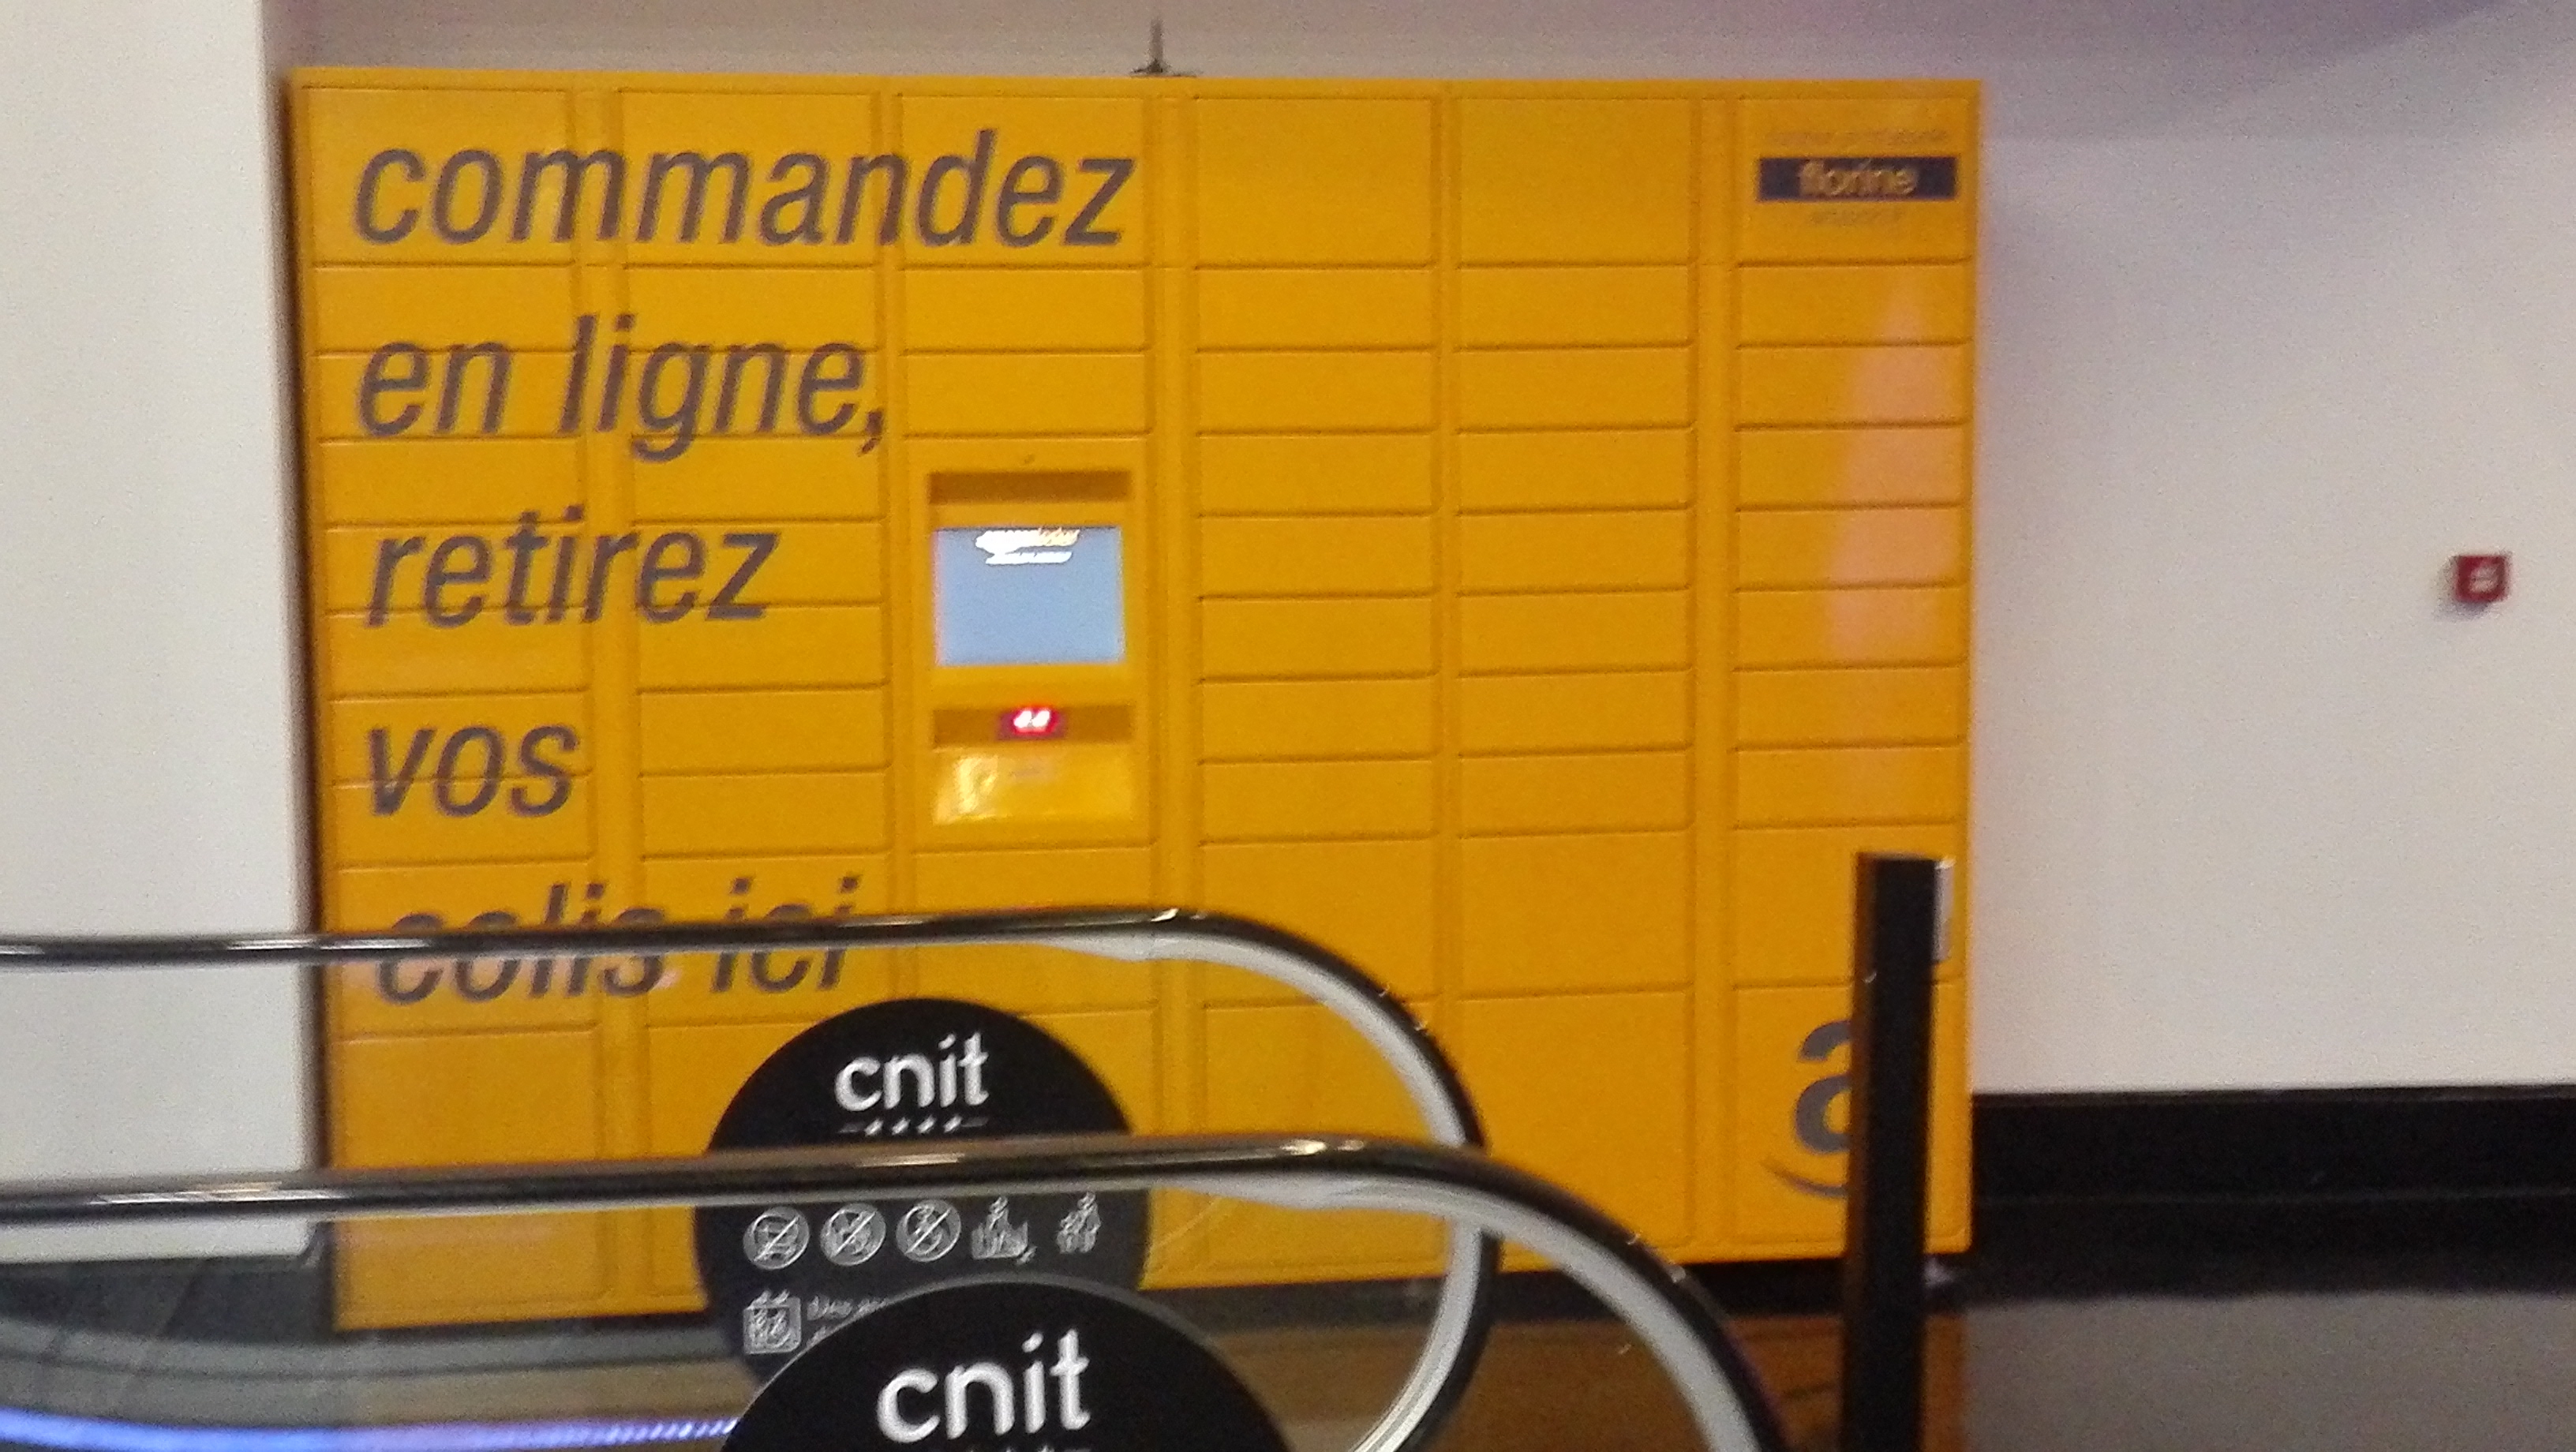 commandez
en ligne,
retirez
vos
colis ici
florine
a
cnit
cnit